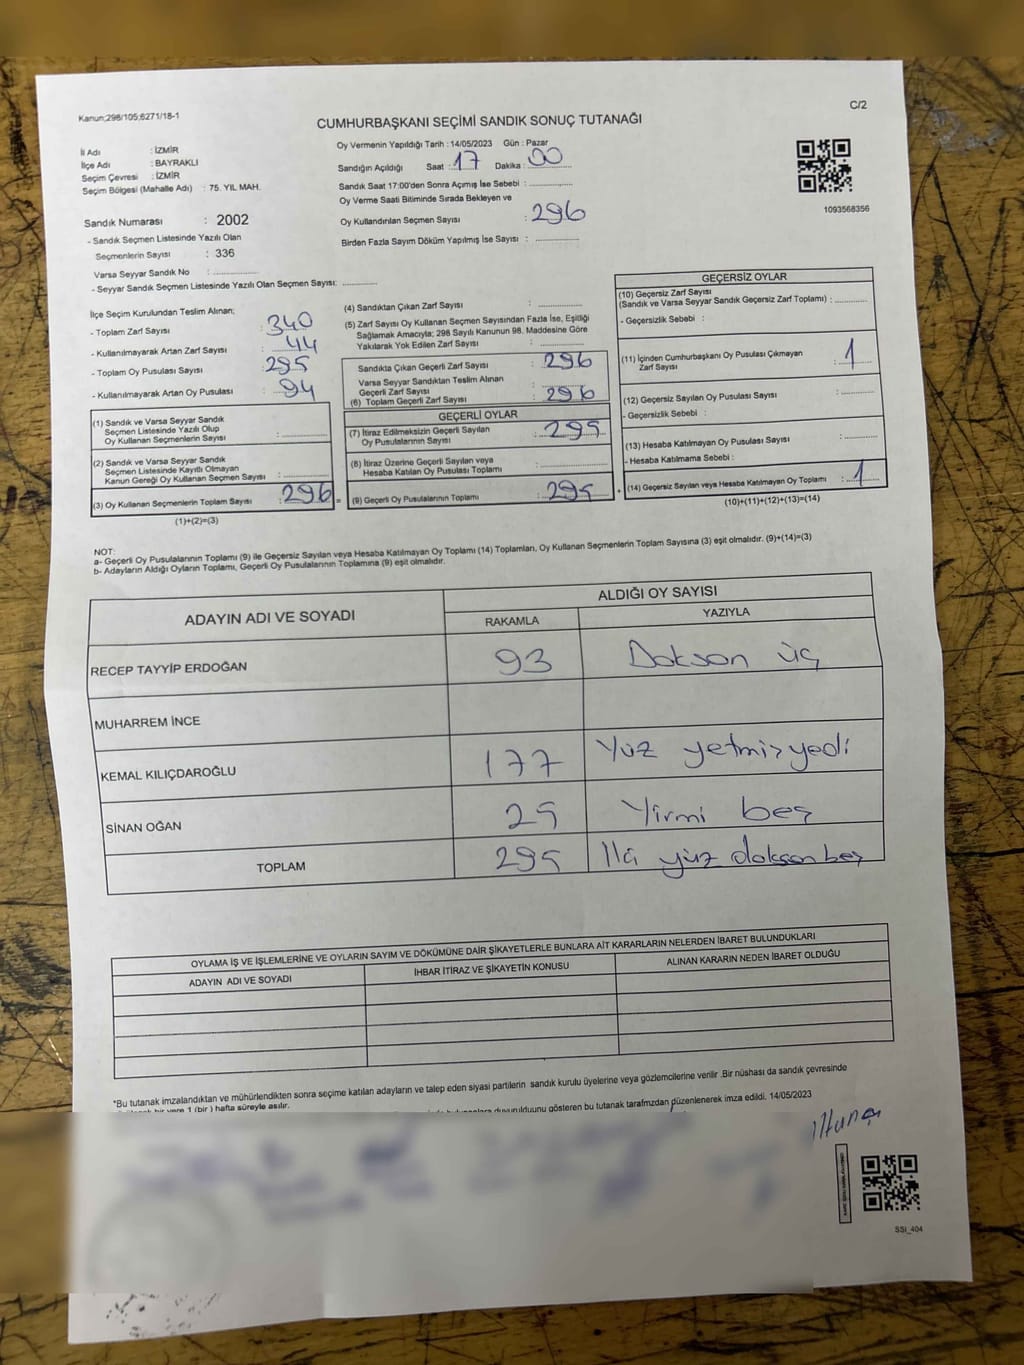 Kanun;298/105;6271/18-1
C/2
CUMHURBAŞKANI SEÇİMİ SANDIK SONUÇ TUTANAĞI
İl Adı : İZMİR
İlçe Adı : BAYRAKLI
Seçim Çevresi : İZMİR
Seçim Bölgesi (Mahalle Adı) : 75. YIL MAH.
Sandık Numarası : 2002
- Sandık Seçmen Listesinde Yazılı Olan
Seçmenlerin Sayısı : 336
Varsa Seyyar Sandık No : ..............
- Seyyar Sandık Seçmen Listesinde Yazılı Olan Seçmen Sayısı: ............
Oy Vermenin Yapıldığı Tarih : 14/05/2023 Gün : Pazar
Sandığın Açıldığı Saat : 17 Dakika : 00
Sandık Saat 17:00'den Sonra Açımış İse Sebebi : ..............
Oy Verme Saati Bitiminde Sırada Bekleyen ve
Oy Kullandırılan Seçmen Sayısı : 296
Birden Fazla Sayım Döküm Yapılmış İse Sayısı : ..............
1093568356
İlçe Seçim Kurulundan Teslim Alınan;
- Toplam Zarf Sayısı : 340
- Kullanılmayarak Artan Zarf Sayısı : 44
- Toplam Oy Pusulası Sayısı : 295
- Kullanılmayarak Artan Oy Pusulası : 94
(1) Sandık ve Varsa Seyyar Sandık
Seçmen Listesinde Yazılı Olup
Oy Kullanan Seçmenlerin Sayısı : ..............
(2) Sandık ve Varsa Seyyar Sandık
Seçmen Listesinde Kayıtlı Olmayan
Kanun Gereği Oy Kullanan Seçmen Sayısı : ..............
(3) Oy Kullanan Seçmenlerin Toplam Sayısı : 296 =
(1)+(2)=(3)
(4) Sandıktan Çıkan Zarf Sayısı : ..............
(5) Zarf Sayısı Oy Kullanan Seçmen Sayısından Fazla İse, Eşitliği
Sağlamak Amacıyla; 298 Sayılı Kanunun 98. Maddesine Göre
Yakılarak Yok Edilen Zarf Sayısı : ..............
Sandıkta Çıkan Geçerli Zarf Sayısı : 296
Varsa Seyyar Sandıktan Teslim Alınan
Geçerli Zarf Sayısı : ..............
(6) Toplam Geçerli Zarf Sayısı : 296
GEÇERLİ OYLAR
(7) İtiraz Edilmeksizin Geçerli Sayılan
Oy Pusulalarının Sayısı : 295
(8) İtiraz Üzerine Geçerli Sayılan veya
Hesaba Katılan Oy Pusulası Toplamı : ..............
(9) Geçerli Oy Pusulalarının Toplamı : 295 +
GEÇERSİZ OYLAR
(10) Geçersiz Zarf Sayısı
(Sandık ve Varsa Seyyar Sandık Geçersiz Zarf Toplamı) : ...........
- Geçersizlik Sebebi :
(11) İçinden Cumhurbaşkanı Oy Pusulası Çıkmayan
Zarf Sayısı : 1
(12) Geçersiz Sayılan Oy Pusulası Sayısı : ...........
- Geçersizlik Sebebi :
(13) Hesaba Katılmayan Oy Pusulası Sayısı : ...........
- Hesaba Katılmama Sebebi :
(14) Geçersiz Sayılan veya Hesaba Katılmayan Oy Toplamı : 1
(10)+(11)+(12)+(13)=(14)
NOT:
a- Geçerli Oy Pusulalarının Toplamı (9) ile Geçersiz Sayılan veya Hesaba Katılmayan Oy Toplamı (14) Toplamları, Oy Kullanan Seçmenlerin Toplam Sayısına (3) eşit olmalıdır. (9)+(14)=(3)
b- Adayların Aldığı Oyların Toplamı, Geçerli Oy Pusulalarının Toplamına (9) eşit olmalıdır.
ADAYIN ADI VE SOYADI
ALDIĞI OY SAYISI
RAKAMLA YAZIYLA
RECEP TAYYİP ERDOĞAN 93 Doksan üç
MUHARREM İNCE
KEMAL KILIÇDAROĞLU 177 Yüz yetmiş yedi
SİNAN OĞAN 25 Yirmi beş
TOPLAM 295 İki yüz doksan beş
OYLAMA İŞ VE İŞLEMLERİNE VE OYLARIN SAYIM VE DÖKÜMÜNE DAİR ŞİKAYETLERLE BUNLARA AİT KARARLARIN NELERDEN İBARET BULUNDUKLARI
ADAYIN ADI VE SOYADI İHBAR İTİRAZ VE ŞİKAYETİN KONUSU ALINAN KARARIN NEDEN İBARET OLDUĞU
*Bu tutanak imzalandıktan ve mühürlendikten sonra seçime katılan adayların ve talep eden siyasi partilerin sandık kurulu üyelerine veya gözlemcilerine verilir .Bir nüshası da sandık çevresinde
bir yere 1 (bir ) hafta süreyle asılır. duyurulduunu gösteren bu tutanak tarafmzdan düzenlenerek imza edildi. 14/05/2023
SSI_404